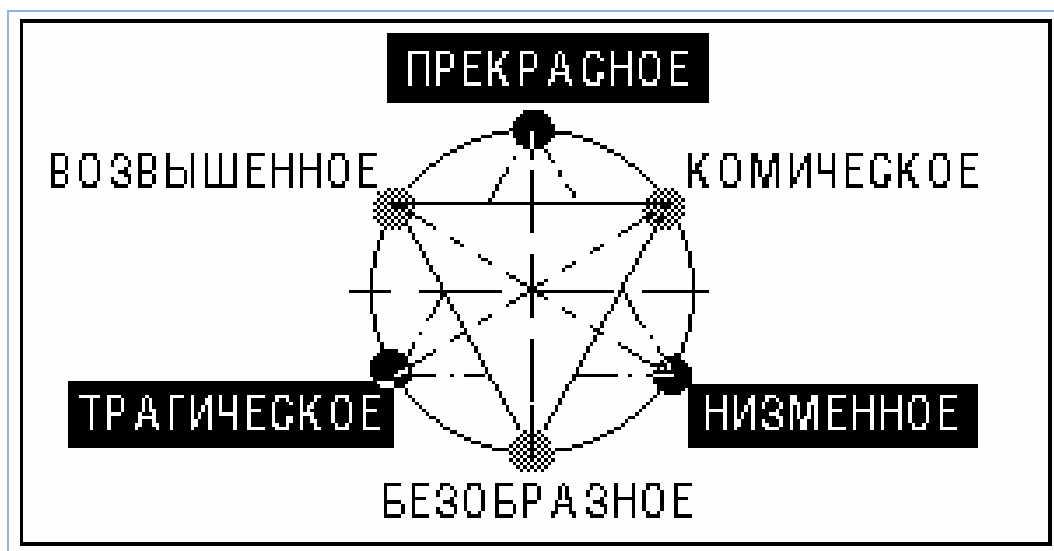 ПРЕКРАСНОЕ
ВОЗВЫШЕННОЕ
КОМИЧЕСКОЕ
ТРАГИЧЕСКОЕ
НИЗМЕННОЕ
БЕЗОБРАЗНОЕ